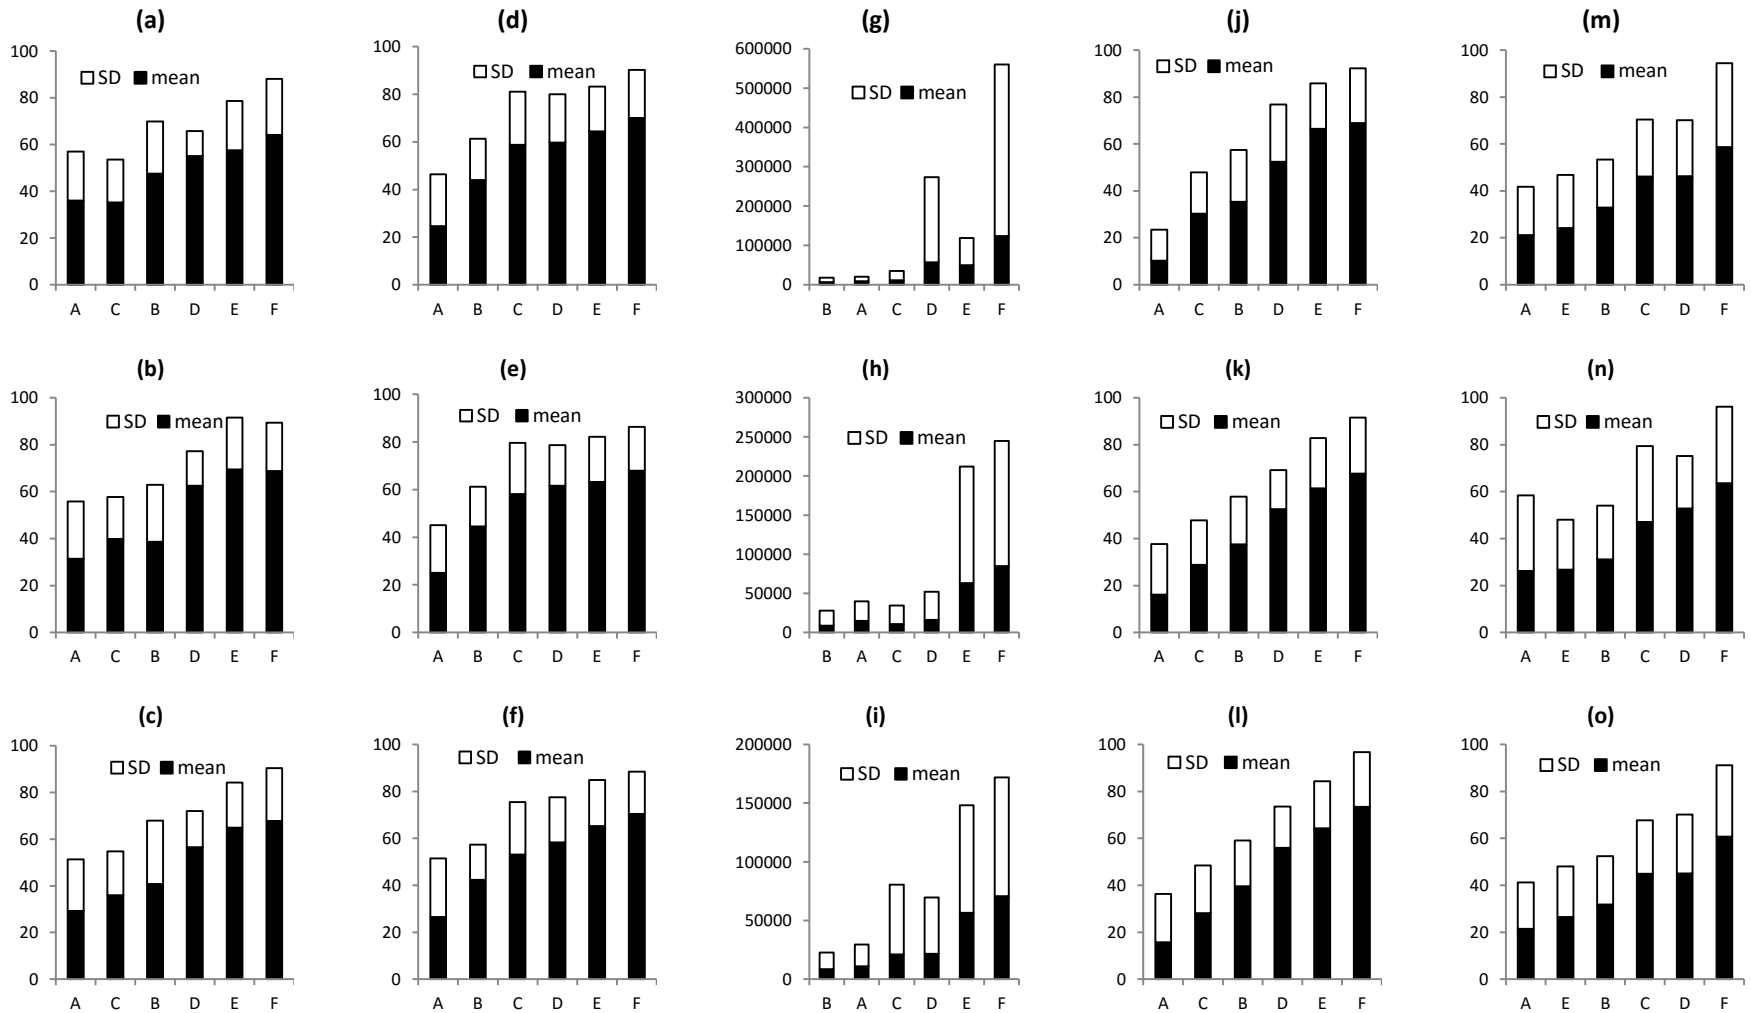 (a)
100
80
60
40
20
0
SD mean
A C B D E F
(d)
100
80
60
40
20
0
SD mean
A B C D E F
(g)
600000
500000
400000
300000
200000
100000
0
SD mean
B A C D E F
(j)
100
80
60
40
20
0
SD mean
A C B D E F
(m)
100
80
60
40
20
0
SD mean
A E B C D F
(b)
100
80
60
40
20
0
SD mean
A C B D E F
(e)
100
80
60
40
20
0
SD mean
A B C D E F
(h)
300000
250000
200000
150000
100000
50000
0
SD mean
B A C D E F
(k)
100
80
60
40
20
0
SD mean
A C B D E F
(n)
100
80
60
40
20
0
SD mean
A E B C D F
(c)
100
80
60
40
20
0
SD mean
A C B D E F
(f)
100
80
60
40
20
0
SD mean
A B C D E F
(i)
200000
150000
100000
50000
0
SD mean
B A C D E F
(l)
100
80
60
40
20
0
SD mean
A C B D E F
(o)
100
80
60
40
20
0
SD mean
A E B C D F